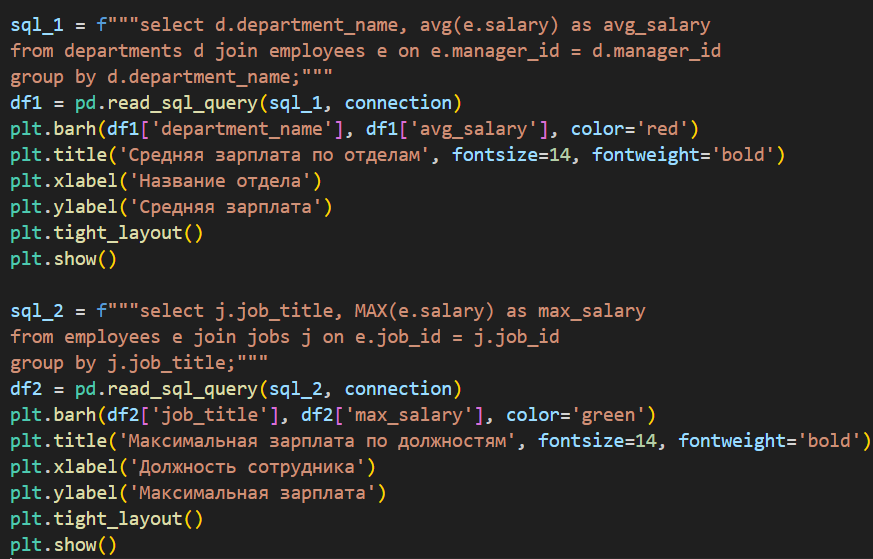 sql_1 = f"""select d.department_name, avg(e.salary) as avg_salary
from departments d join employees e on e.manager_id = d.manager_id
group by d.department_name;"""
df1 = pd.read_sql_query(sql_1, connection)
plt.barh(df1['department_name'], df1['avg_salary'], color='red')
plt.title('Средняя зарплата по отделам', fontsize=14, fontweight='bold')
plt.xlabel('Название отдела')
plt.ylabel('Средняя зарплата')
plt.tight_layout()
plt.show()

sql_2 = f"""select j.job_title, MAX(e.salary) as max_salary
from employees e join jobs j on e.job_id = j.job_id
group by j.job_title;"""
df2 = pd.read_sql_query(sql_2, connection)
plt.barh(df2['job_title'], df2['max_salary'], color='green')
plt.title('Максимальная зарплата по должностям', fontsize=14, fontweight='bold')
plt.xlabel('Должность сотрудника')
plt.ylabel('Максимальная зарплата')
plt.tight_layout()
plt.show()